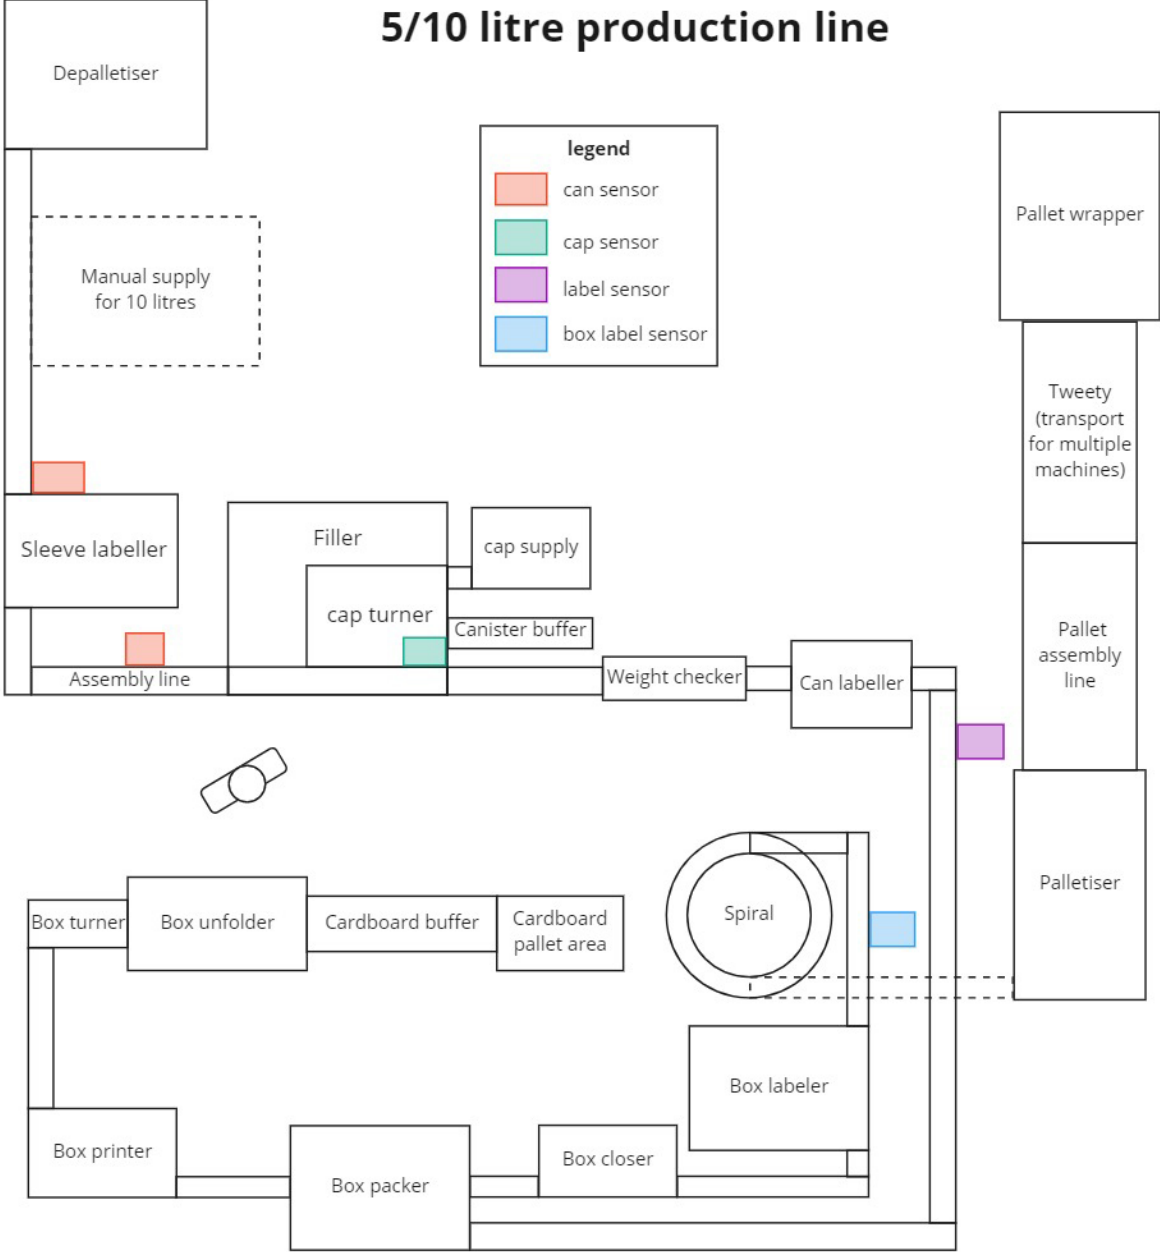 5/10 litre production line
Depalletiser
legend
can sensor
cap sensor
label sensor
box label sensor
Pallet wrapper
Manual supply
for 10 litres
Tweety
(transport
for multiple
machines)
Sleeve labeller
Filler
cap supply
cap turner
Canister buffer
Pallet
assembly
line
Assembly line
Weight checker
Can labeller
Palletiser
Box turner
Box unfolder
Cardboard buffer
Cardboard
pallet area
Spiral
Box labeler
Box printer
Box packer
Box closer